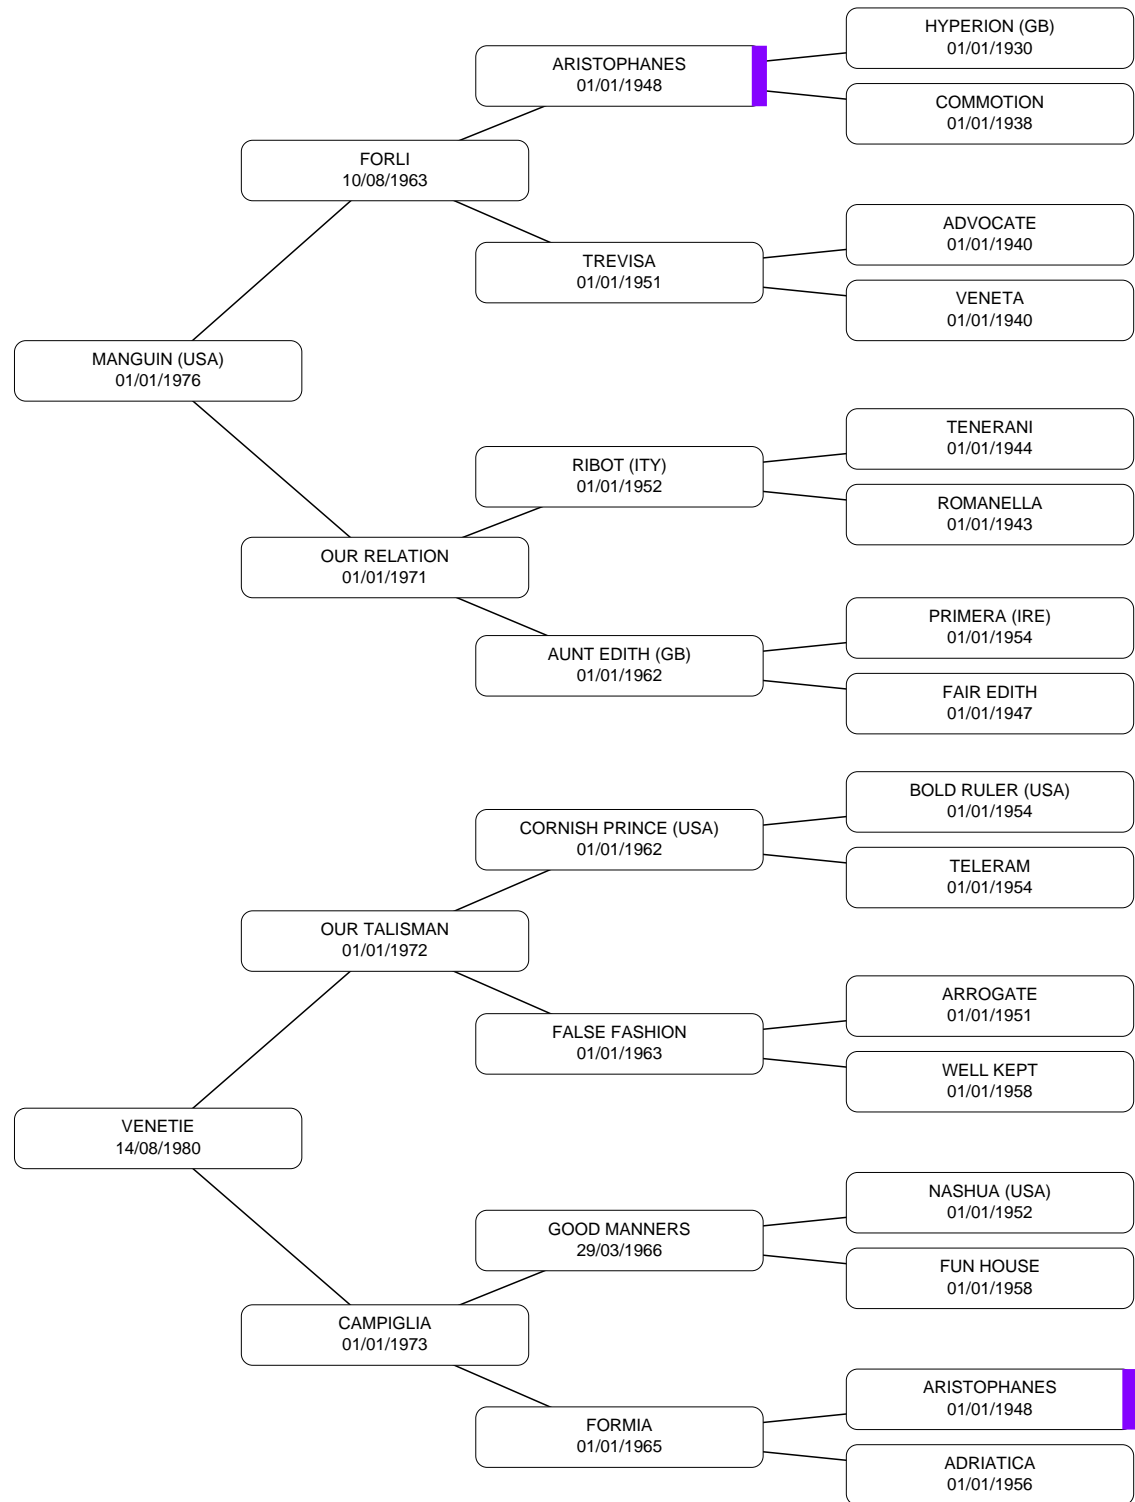 HYPERION (GB)
01/01/1930
ARISTOPHANES
01/01/1948
COMMOTION
01/01/1938
FORLI
10/08/1963
ADVOCATE
01/01/1940
TREVISA
01/01/1951
VENETA
01/01/1940
MANGUIN (USA)
01/01/1976
TENERANI
01/01/1944
RIBOT (ITY)
01/01/1952
ROMANELLA
01/01/1943
OUR RELATION
01/01/1971
PRIMERA (IRE)
01/01/1954
AUNT EDITH (GB)
01/01/1962
FAIR EDITH
01/01/1947
BOLD RULER (USA)
01/01/1954
CORNISH PRINCE (USA)
01/01/1962
TELERAM
01/01/1954
OUR TALISMAN
01/01/1972
ARROGATE
01/01/1951
FALSE FASHION
01/01/1963
WELL KEPT
01/01/1958
VENETIE
14/08/1980
NASHUA (USA)
01/01/1952
GOOD MANNERS
29/03/1966
FUN HOUSE
01/01/1958
CAMPIGLIA
01/01/1973
ARISTOPHANES
01/01/1948
FORMIA
01/01/1965
ADRIATICA
01/01/1956